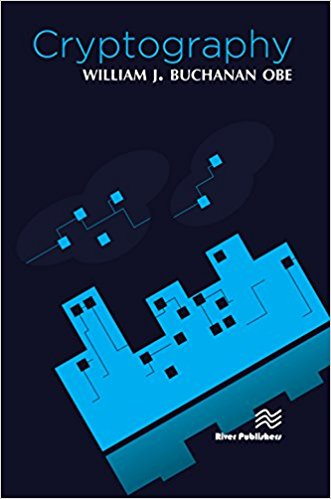 Cryptography
WILLIAM J. BUCHANAN OBE
River Publishers